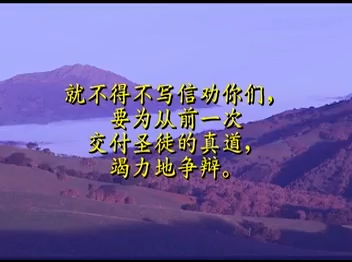 就不得不写信劝你们，
要为从前一次
交付圣徒的真道，
竭力地争辩。